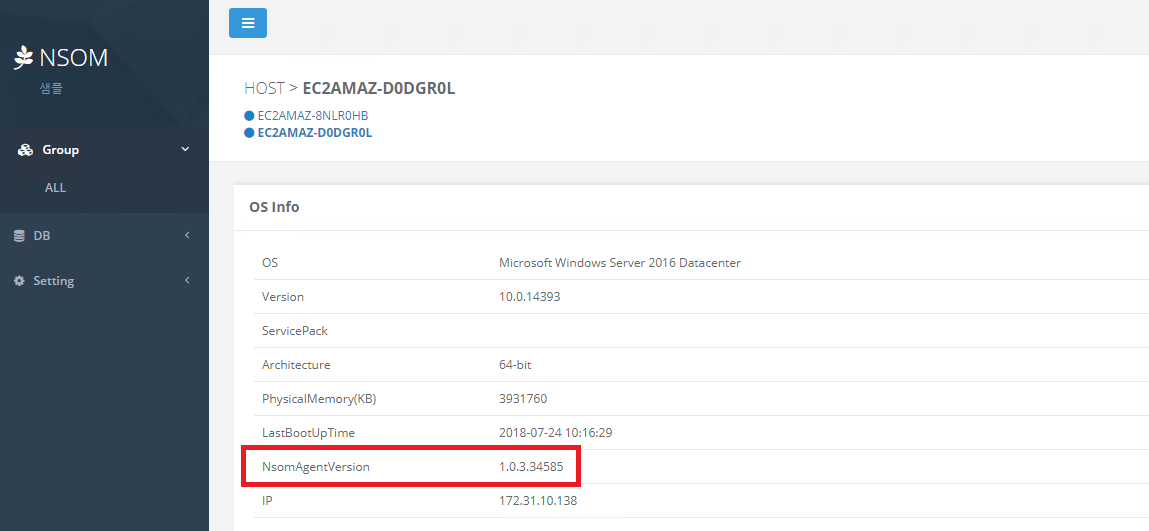 NSOM
샘플
Group
ALL
DB
Setting
HOST > EC2AMAZ-D0DGR0L
EC2AMAZ-8NLR0HB
EC2AMAZ-D0DGR0L
OS Info
OS Microsoft Windows Server 2016 Datacenter
Version 10.0.14393
ServicePack
Architecture 64-bit
PhysicalMemory(KB) 3931760
LastBootUpTime 2018-07-24 10:16:29
NsomAgentVersion 1.0.3.34585
IP 172.31.10.138